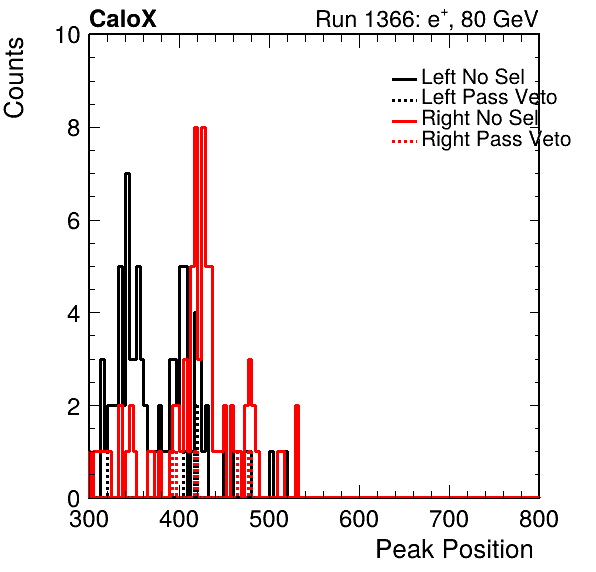 CaloX Run 1366: e+, 80 GeV
Counts
10
8
6
4
2
0
Left No Sel
Left Pass Veto
Right No Sel
Right Pass Veto
300 400 500 600 700 800
Peak Position